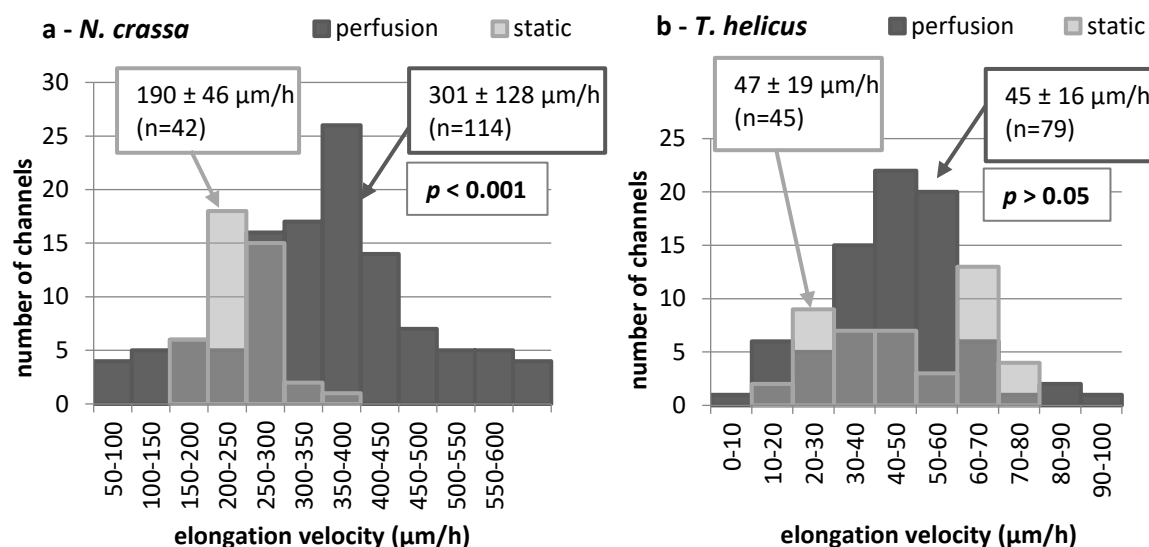 a - N. crassa
perfusion
static
190 ± 46 µm/h
(n=42)
301 ± 128 µm/h
(n=114)
p < 0.001
number of channels
30
25
20
15
10
5
0
50-100
100-150
150-200
200-250
250-300
300-350
350-400
400-450
450-500
500-550
550-600
elongation velocity (µm/h)
b - T. helicus
perfusion
static
47 ± 19 µm/h
(n=45)
45 ± 16 µm/h
(n=79)
p > 0.05
number of channels
25
20
15
10
5
0
0-10
10-20
20-30
30-40
40-50
50-60
60-70
70-80
80-90
90-100
elongation velocity (µm/h)